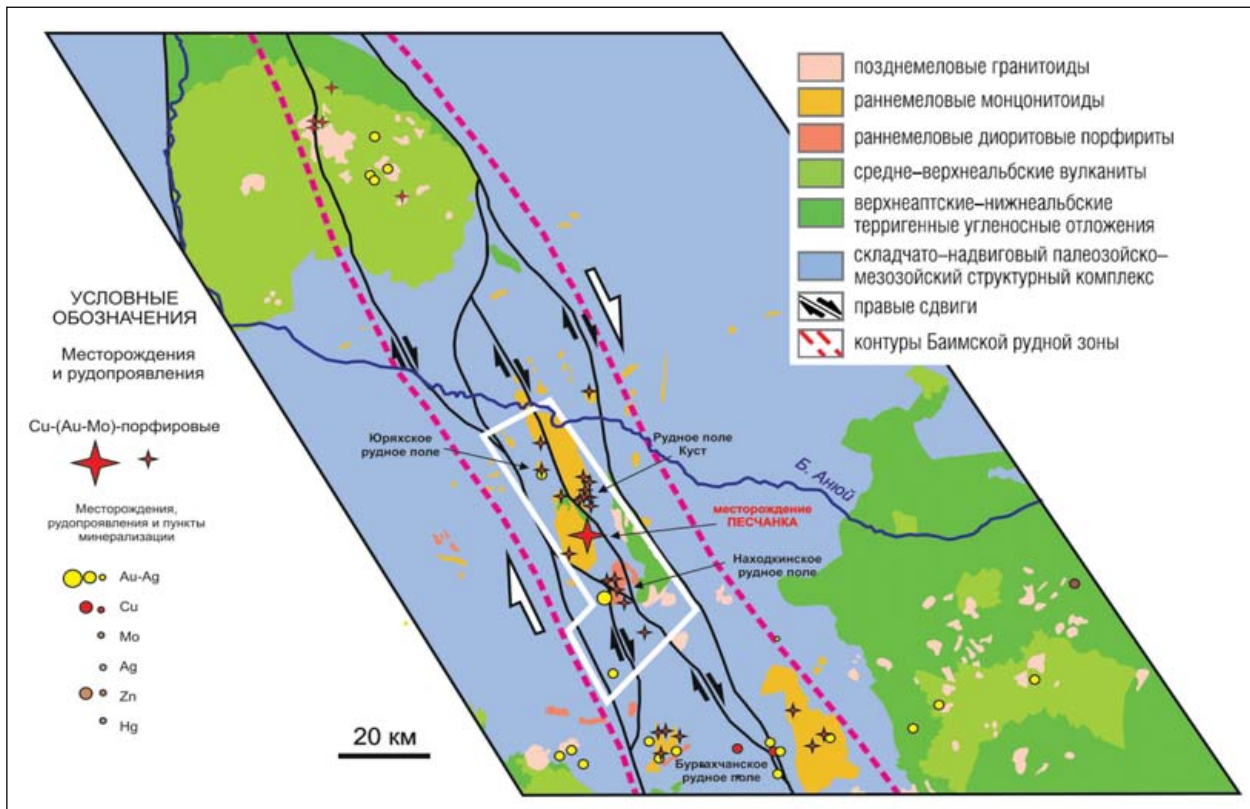 позднемеловые гранитоиды
раннемеловые монцонитоиды
раннемеловые диоритовые порфириты
средне–верхнеальбские вулканиты
верхнеаптские–нижнеальбские
терригенные угленосные отложения
складчато–надвиговый палеозойско–
мезозойский структурный комплекс
правые сдвиги
контуры Баимской рудной зоны
УСЛОВНЫЕ
ОБОЗНАЧЕНИЯ
Месторождения
и рудопроявления
Cu-(Au-Mo)-порфировые
Месторождения,
рудопроявления и пункты
минерализации
Au-Ag
Cu
Mo
Ag
Zn
Hg
20 км
Юряхское
рудное поле
Рудное поле
Куст
Б. Анюй
месторождение
ПЕСЧАНКА
Находкинское
рудное поле
Бургахчанское
рудное поле